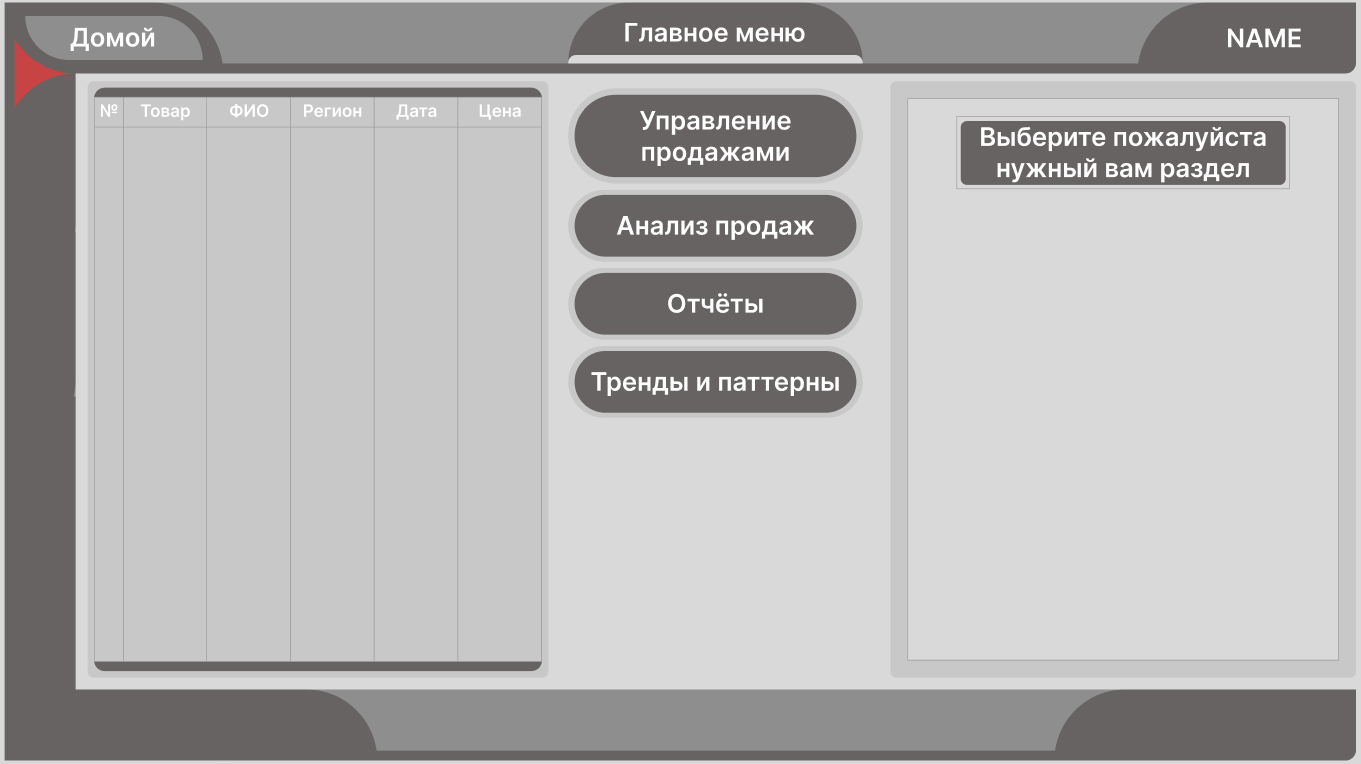 Домой
Главное меню
NAME
№ Товар ФИО Регион Дата Цена
Управление
продажами
Анализ продаж
Отчёты
Тренды и паттерны
Выберите пожалуйста
нужный вам раздел